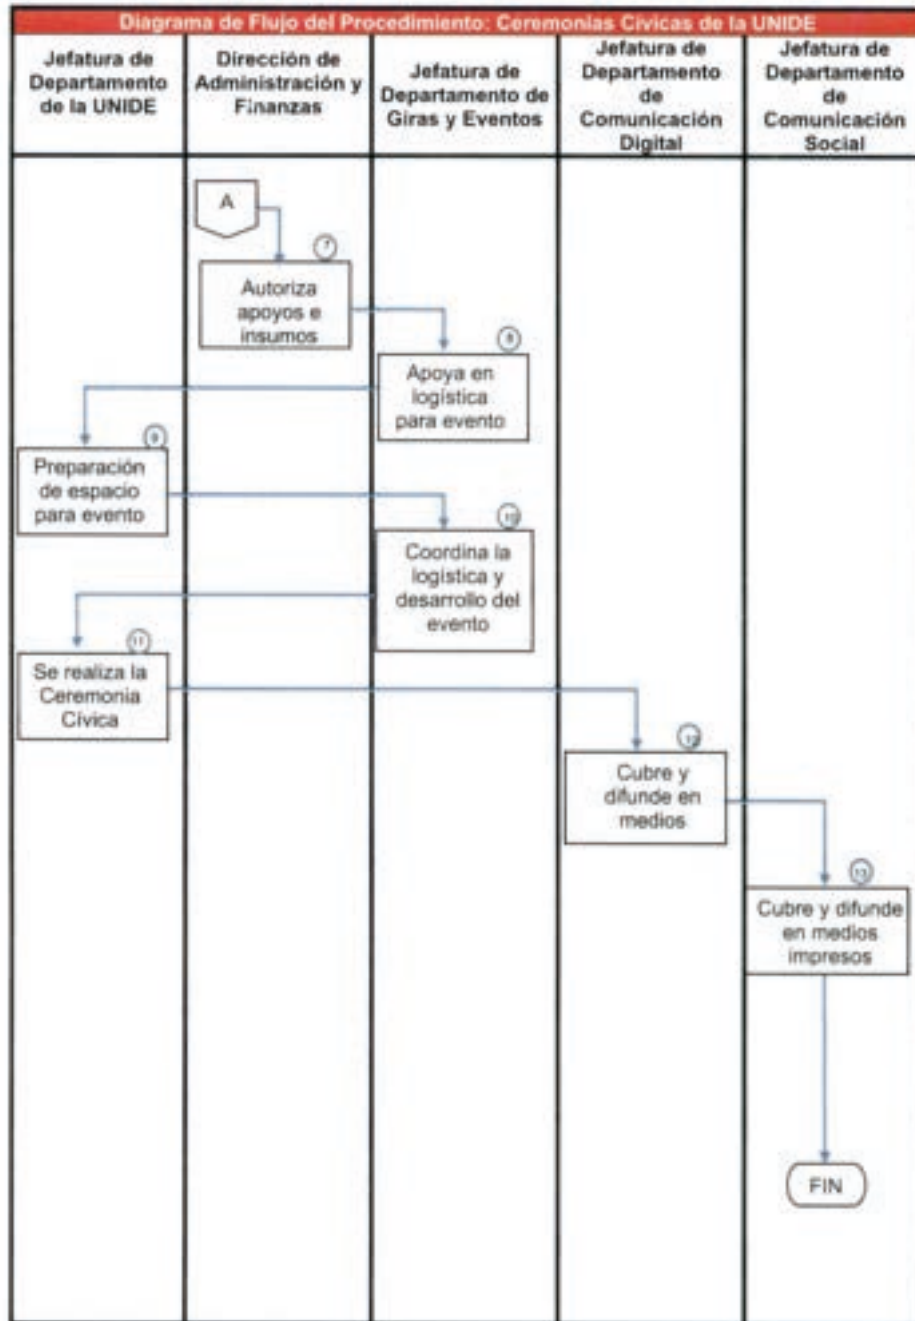 Diagrama de Flujo del Procedimiento: Ceremonias Cívicas de la UNIDE
Jefatura de
Departamento
de la UNIDE
Dirección de
Administración y
Finanzas
Jefatura de
Departamento de
Giras y Eventos
Jefatura de
Departamento
de
Comunicación
Digital
Jefatura de
Departamento
de
Comunicación
Social
A
7
Autoriza
apoyos e
insumos
8
Apoya en
logística
para evento
9
Preparación
de espacio
para evento
10
Coordina la
logística y
desarrollo del
evento
11
Se realiza la
Ceremonia
Cívica
12
Cubre y
difunde en
medios
13
Cubre y difunde
en medios
impresos
FIN